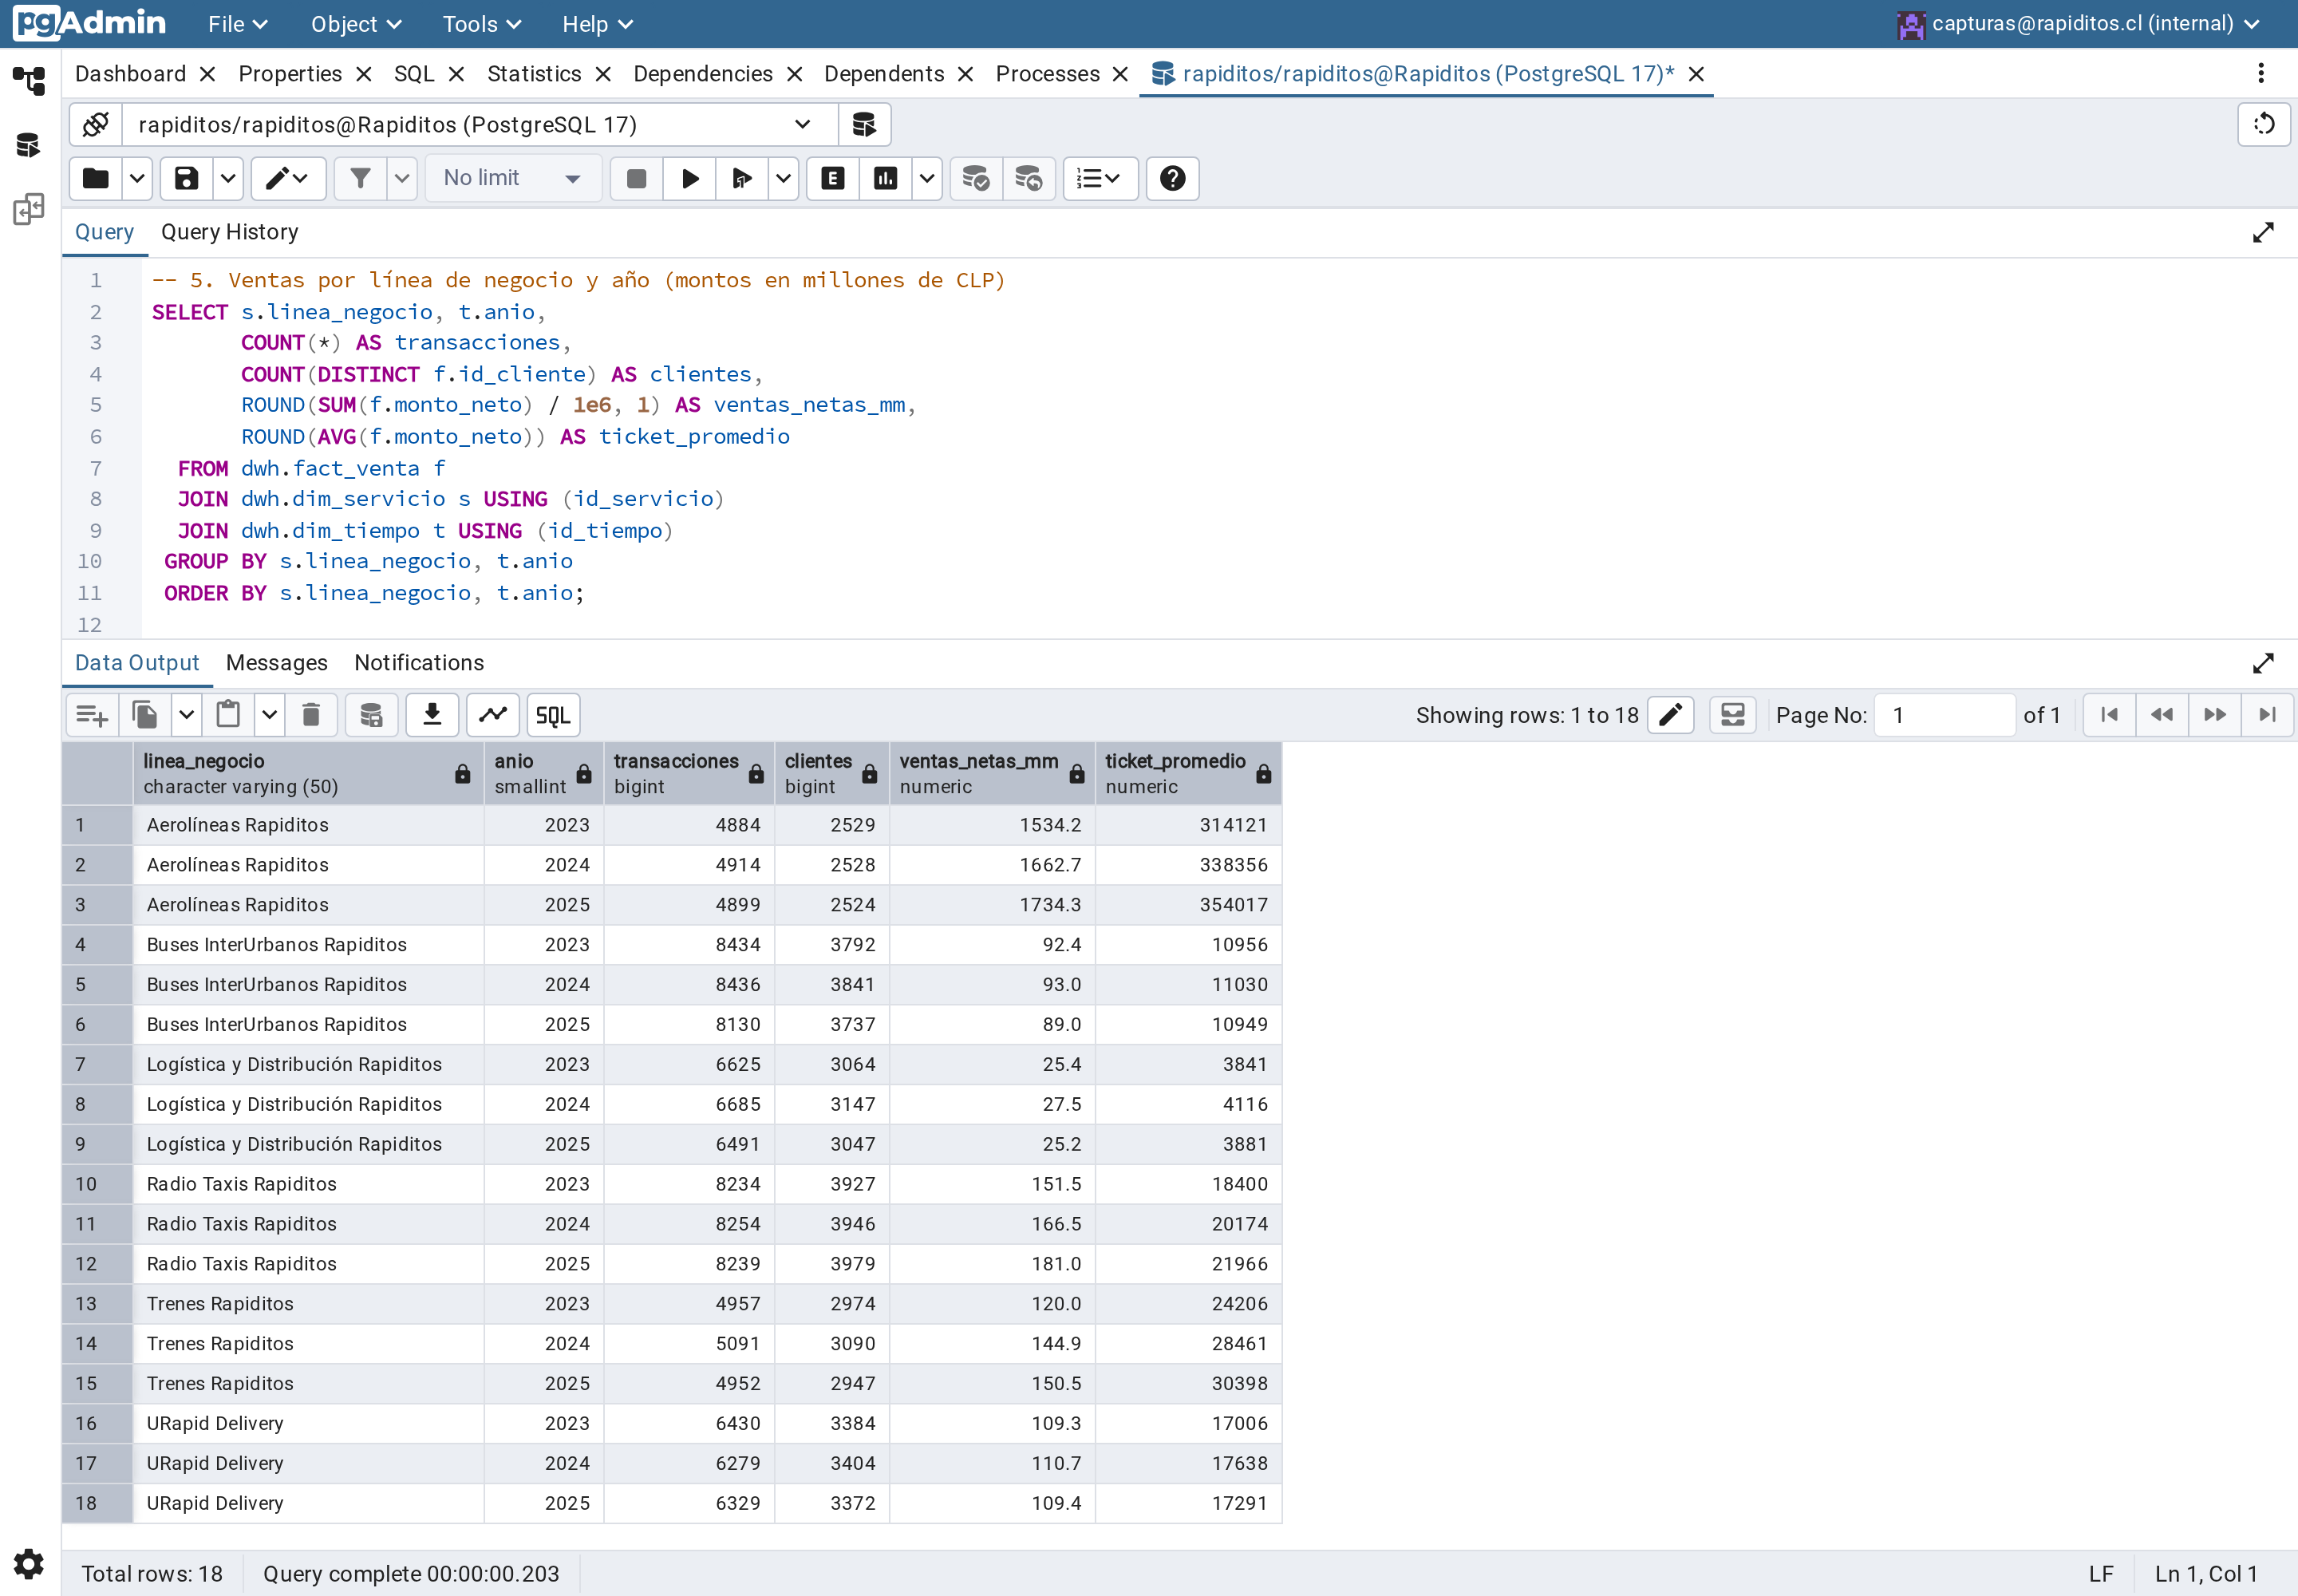 pgAdmin File Object Tools Help capturas@rapiditos.cl (internal)
Dashboard Properties SQL Statistics Dependencies Dependents Processes rapiditos/rapiditos@Rapiditos (PostgreSQL 17)*
rapiditos/rapiditos@Rapiditos (PostgreSQL 17)
No limit
Query Query History
1 -- 5. Ventas por línea de negocio y año (montos en millones de CLP)
2 SELECT s.linea_negocio, t.anio,
3 COUNT(*) AS transacciones,
4 COUNT(DISTINCT f.id_cliente) AS clientes,
5 ROUND(SUM(f.monto_neto) / 1e6, 1) AS ventas_netas_mm,
6 ROUND(AVG(f.monto_neto)) AS ticket_promedio
7 FROM dwh.fact_venta f
8 JOIN dwh.dim_servicio s USING (id_servicio)
9 JOIN dwh.dim_tiempo t USING (id_tiempo)
10 GROUP BY s.linea_negocio, t.anio
11 ORDER BY s.linea_negocio, t.anio;
12
Data Output Messages Notifications
SQL Showing rows: 1 to 18 Page No: 1 of 1
linea_negocio anio transacciones clientes ventas_netas_mm ticket_promedio
character varying (50) smallint bigint bigint numeric numeric
1 Aerolíneas Rapiditos 2023 4884 2529 1534.2 314121
2 Aerolíneas Rapiditos 2024 4914 2528 1662.7 338356
3 Aerolíneas Rapiditos 2025 4899 2524 1734.3 354017
4 Buses InterUrbanos Rapiditos 2023 8434 3792 92.4 10956
5 Buses InterUrbanos Rapiditos 2024 8436 3841 93.0 11030
6 Buses InterUrbanos Rapiditos 2025 8130 3737 89.0 10949
7 Logística y Distribución Rapiditos 2023 6625 3064 25.4 3841
8 Logística y Distribución Rapiditos 2024 6685 3147 27.5 4116
9 Logística y Distribución Rapiditos 2025 6491 3047 25.2 3881
10 Radio Taxis Rapiditos 2023 8234 3927 151.5 18400
11 Radio Taxis Rapiditos 2024 8254 3946 166.5 20174
12 Radio Taxis Rapiditos 2025 8239 3979 181.0 21966
13 Trenes Rapiditos 2023 4957 2974 120.0 24206
14 Trenes Rapiditos 2024 5091 3090 144.9 28461
15 Trenes Rapiditos 2025 4952 2947 150.5 30398
16 URapid Delivery 2023 6430 3384 109.3 17006
17 URapid Delivery 2024 6279 3404 110.7 17638
18 URapid Delivery 2025 6329 3372 109.4 17291
Total rows: 18 Query complete 00:00:00.203 LF Ln 1, Col 1